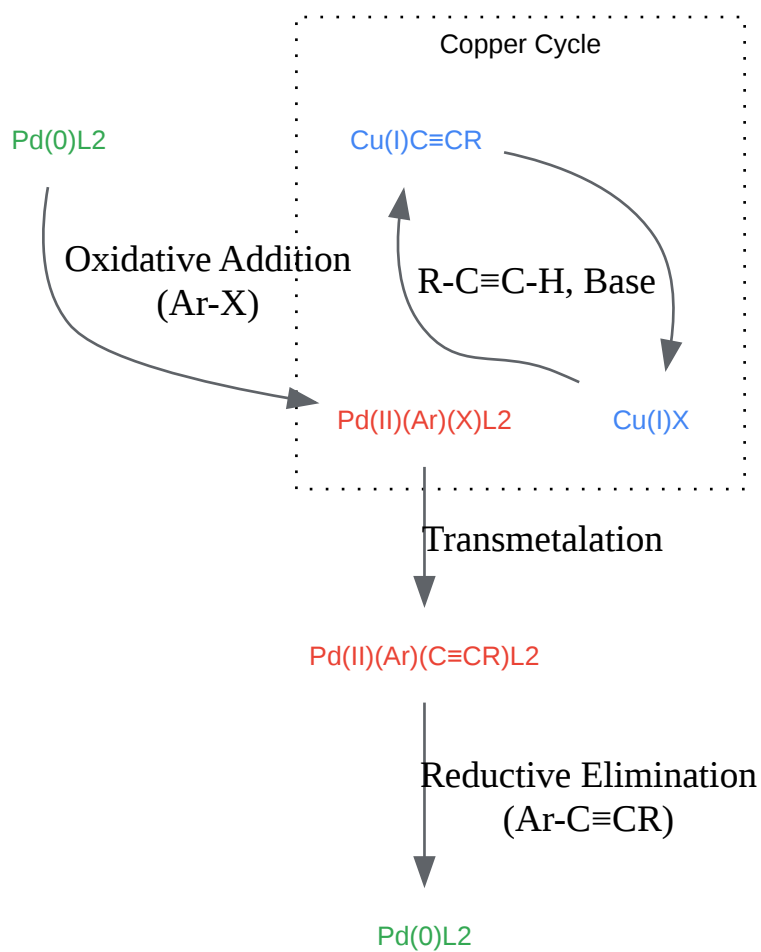 Copper Cycle
Pd(0)L2
Cu(I)C≡CR
Oxidative Addition
(Ar-X)
R-C≡C-H, Base
Pd(II)(Ar)(X)L2
Cu(I)X
Transmetalation
Pd(II)(Ar)(C≡CR)L2
Reductive Elimination
(Ar-C≡CR)
Pd(0)L2